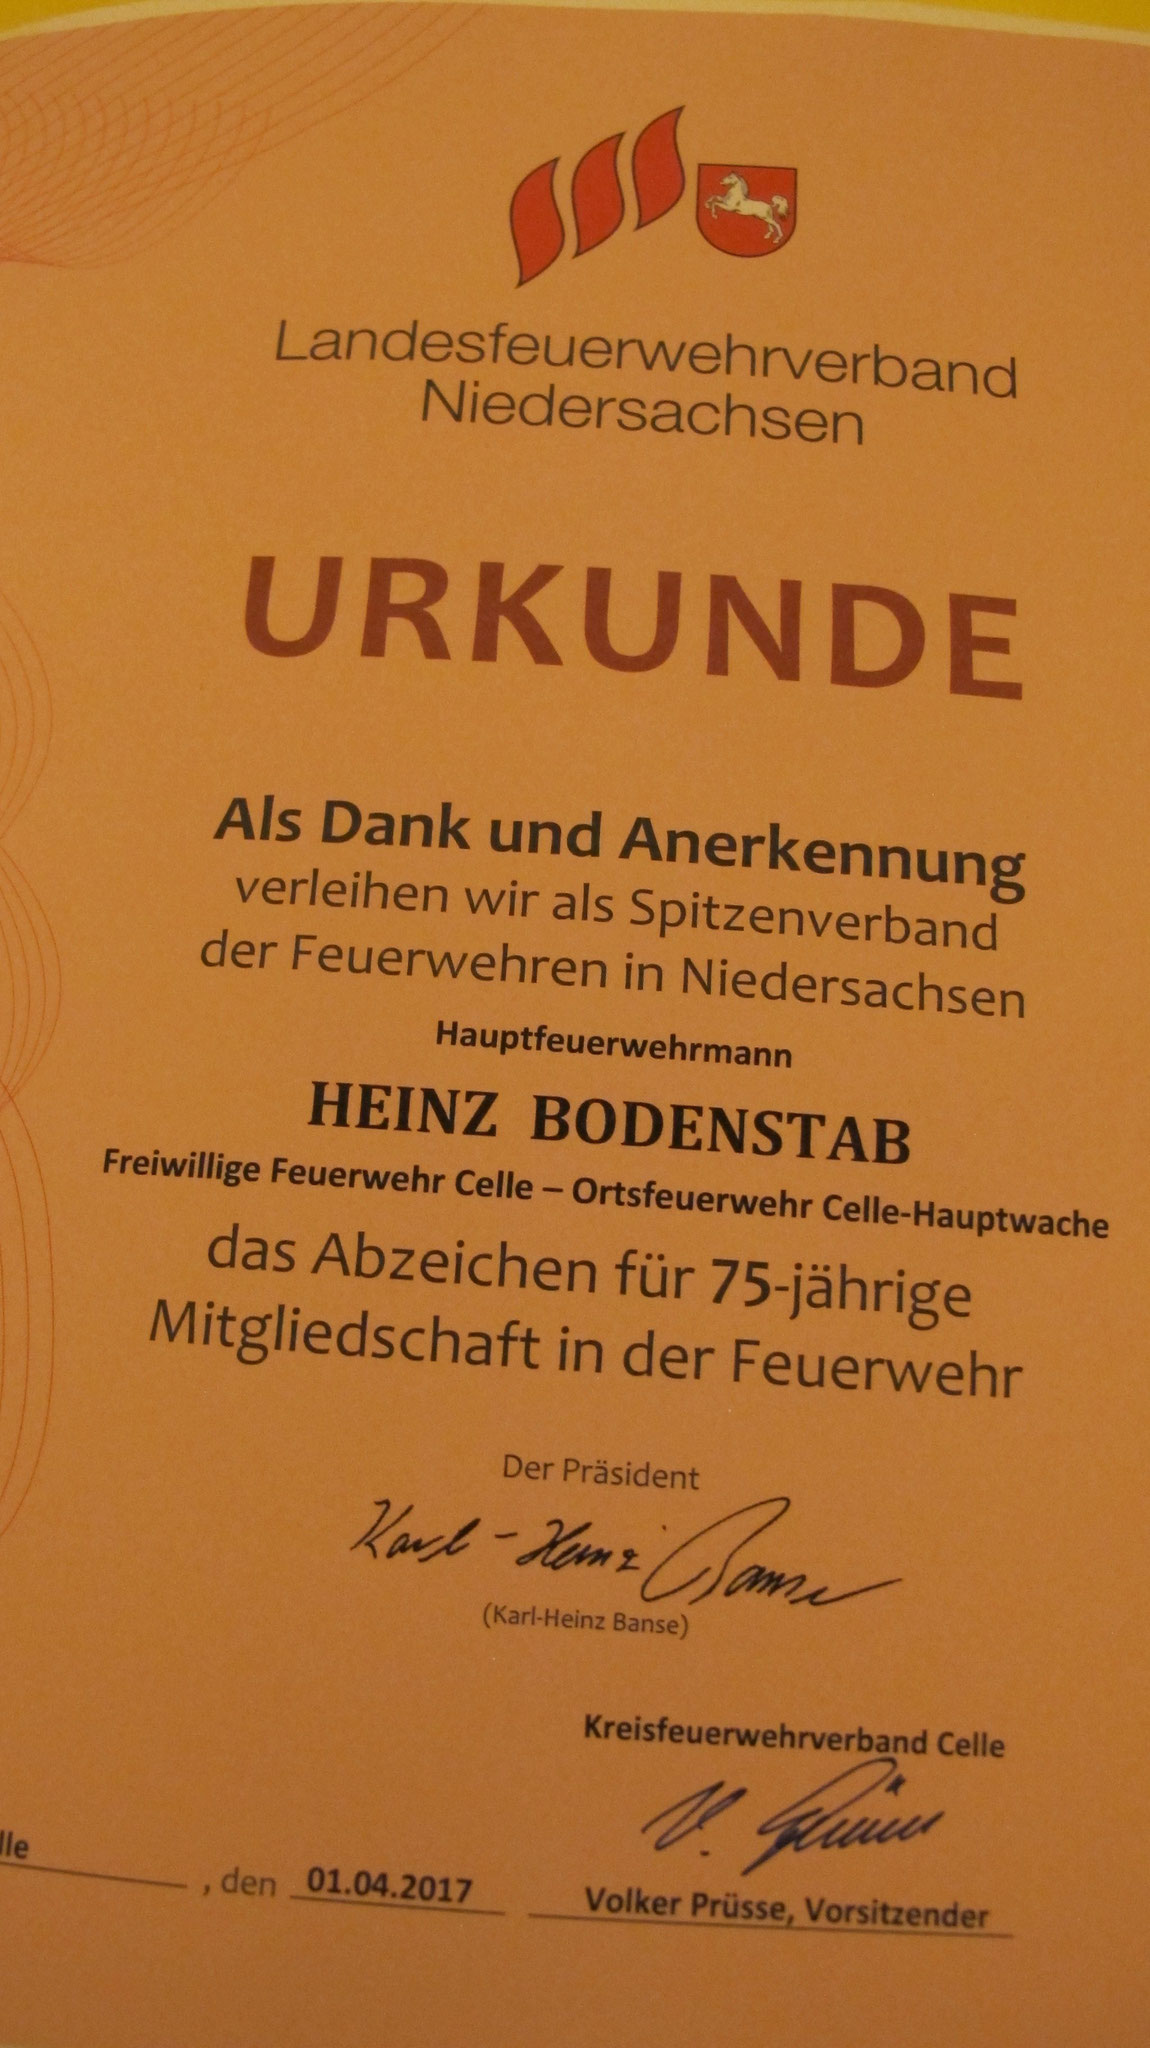 Landesfeuerwehrverband
Niedersachsen
URKUNDE
Als Dank und Anerkennung
verleihen wir als Spitzenverband
der Feuerwehren in Niedersachsen
Hauptfeuerwehrmann
HEINZ BODENSTAB
Freiwillige Feuerwehr Celle – Ortsfeuerwehr Celle-Hauptwache
das Abzeichen für 75-jährige
Mitgliedschaft in der Feuerwehr
Der Präsident
Karl-Heinz Banse
(Karl-Heinz Banse)
Kreisfeuerwehrverband Celle
V. Prüsse
lle, den 01.04.2017
Volker Prüsse, Vorsitzender